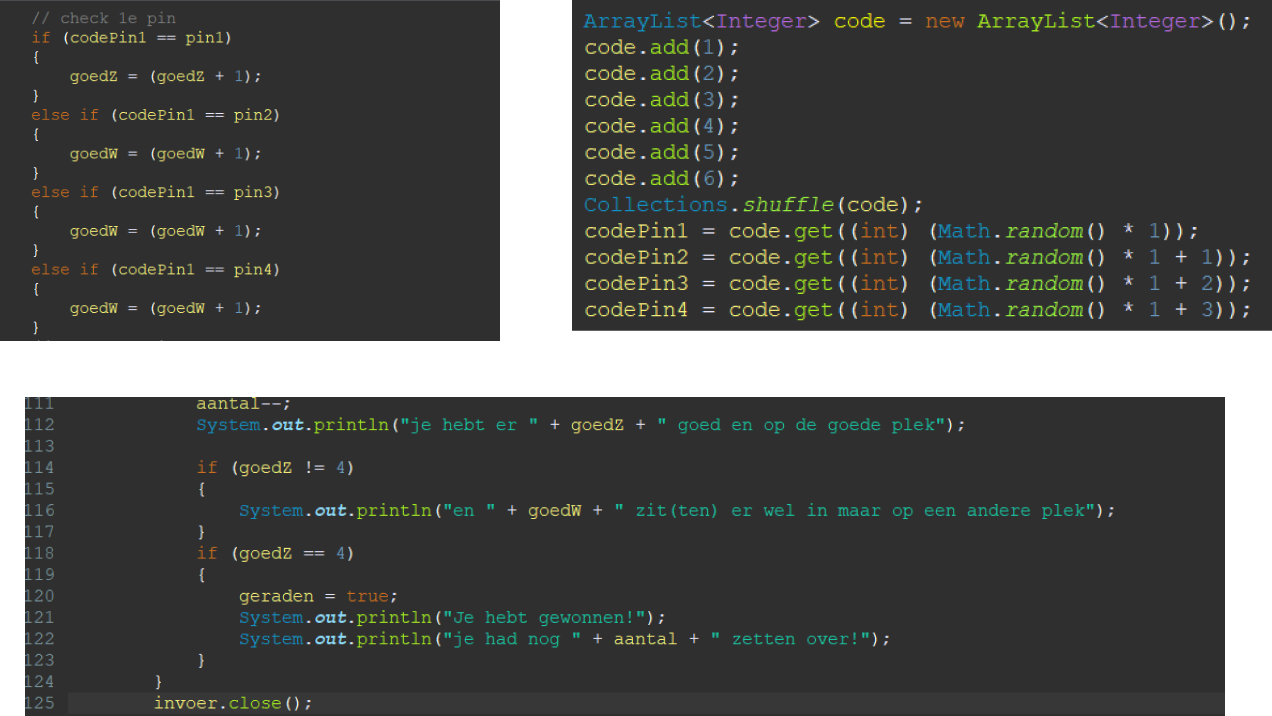 // check 1e pin
if (codePin1 == pin1)
{
goedZ = (goedZ + 1);
}
else if (codePin1 == pin2)
{
goedW = (goedW + 1);
}
else if (codePin1 == pin3)
{
goedW = (goedW + 1);
}
else if (codePin1 == pin4)
{
goedW = (goedW + 1);
}
ArrayList<Integer> code = new ArrayList<Integer>();
code.add(1);
code.add(2);
code.add(3);
code.add(4);
code.add(5);
code.add(6);
Collections.shuffle(code);
codePin1 = code.get((int) (Math.random() * 1));
codePin2 = code.get((int) (Math.random() * 1 + 1));
codePin3 = code.get((int) (Math.random() * 1 + 2));
codePin4 = code.get((int) (Math.random() * 1 + 3));
111 aantal--;
112 System.out.println("je hebt er " + goedZ + " goed en op de goede plek");
113
114 if (goedZ != 4)
115 {
116 System.out.println("en " + goedW + " zit(ten) er wel in maar op een andere plek");
117 }
118 if (goedZ == 4)
119 {
120 geraden = true;
121 System.out.println("Je hebt gewonnen!");
122 System.out.println("je had nog " + aantal + " zetten over!");
123 }
124 }
125 invoer.close();